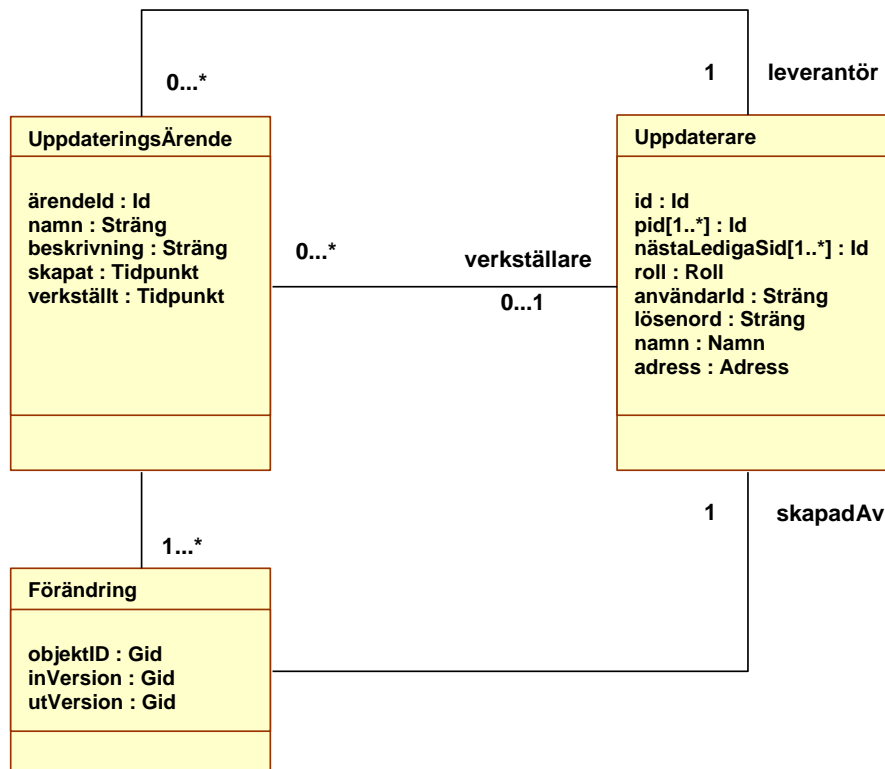 0...*
1
leverantör
UppdateringsÄrende
ärendeId : Id
namn : Sträng
beskrivning : Sträng
skapat : Tidpunkt
verkställt : Tidpunkt
0...*
verkställare
0...1
Uppdaterare
id : Id
pid[1..*] : Id
nästaLedigaSid[1..*] : Id
roll : Roll
användarId : Sträng
lösenord : Sträng
namn : Namn
adress : Adress
1
skapadAv
1...*
Förändring
objektID : Gid
inVersion : Gid
utVersion : Gid